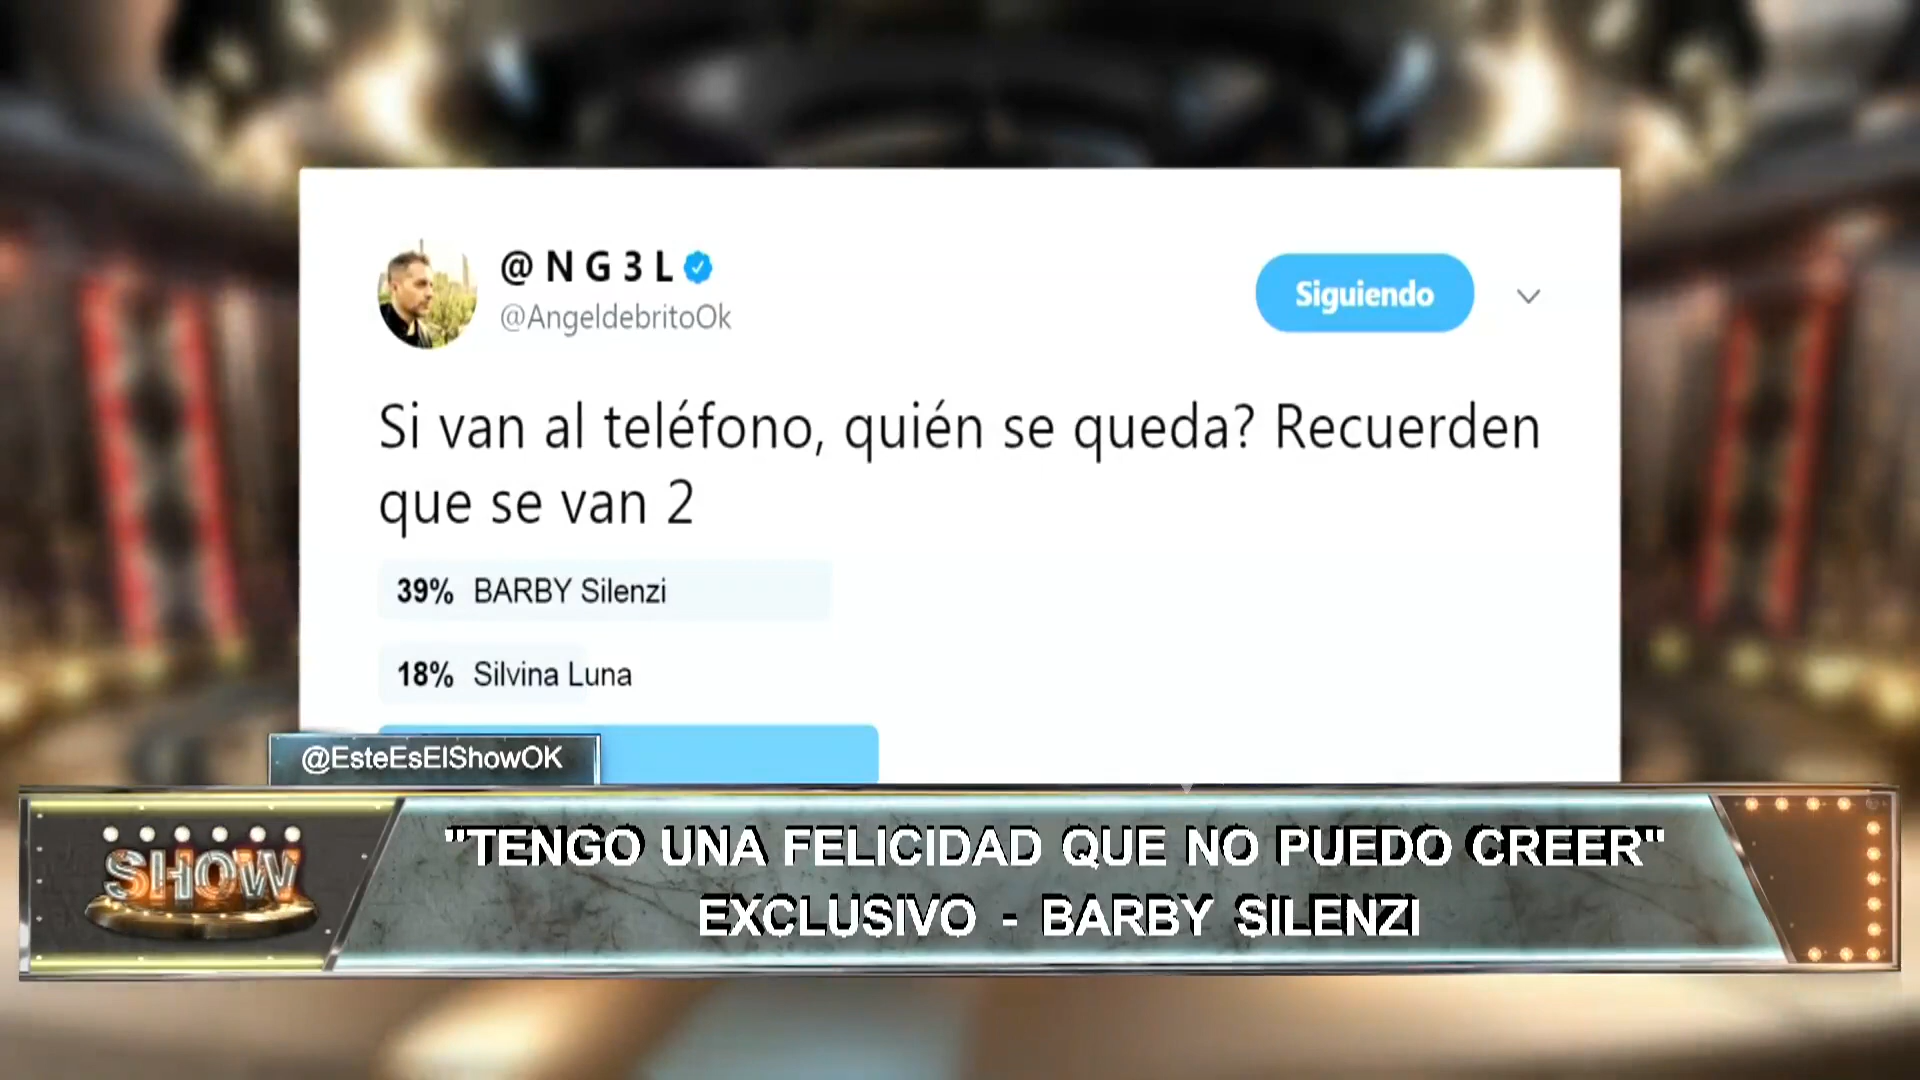 @NG3L
@AngeldebritoOk
Siguiendo
Si van al teléfono, quién se queda? Recuerden
que se van 2
39% BARBY Silenzi
18% Silvina Luna
@EsteEsElShowOK
SHOW
"TENGO UNA FELICIDAD QUE NO PUEDO CREER"
EXCLUSIVO - BARBY SILENZI